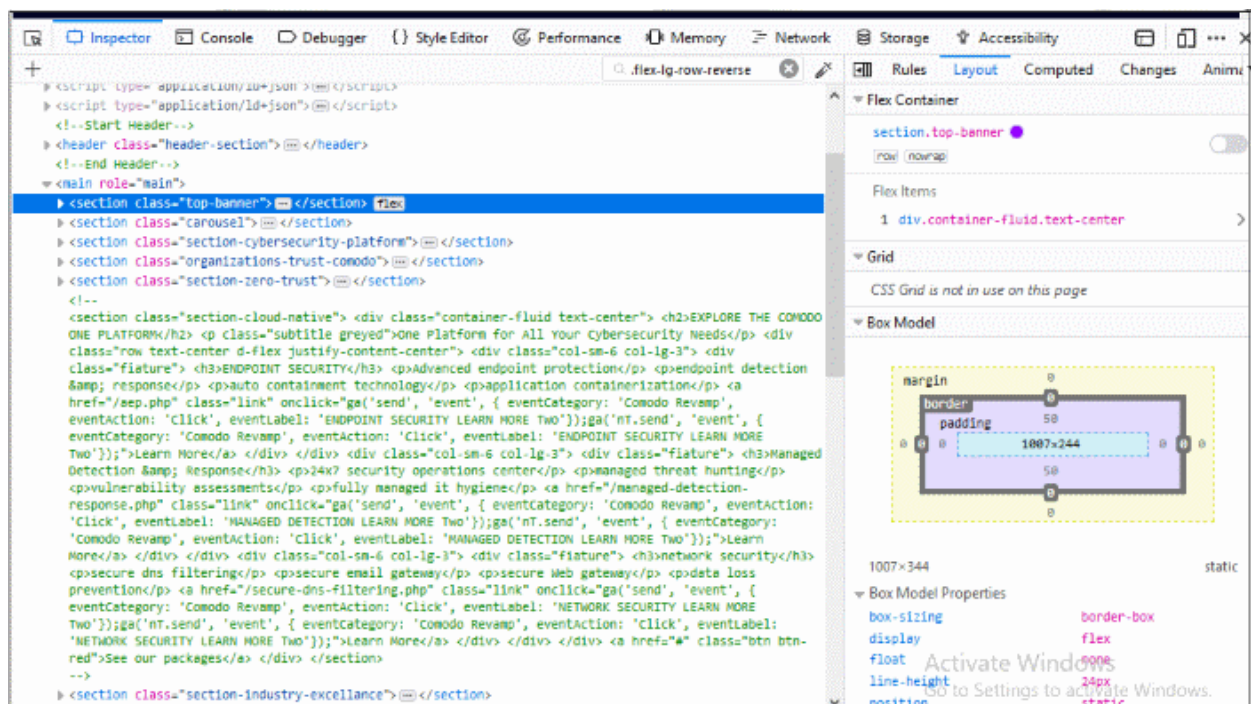 Inspector Console Debugger {} Style Editor Performance Memory Network Storage Accessibility
+ .flex-lg-row-reverse Rules Layout Computed Changes Anima
<script type="application/ld+json"></script>
<script type="application/ld+json"></script>
<!--Start Header-->
<header class="header-section"></header>
<!--End Header-->
<main role="main">
<section class="top-banner"></section> flex
<section class="carousel"></section>
<section class="section-cybersecurity-platform"></section>
<section class="organizations-trust-comodo"></section>
<section class="section-zero-trust"></section>
<!--
<section class="section-cloud-native"> <div class="container-fluid text-center"> <h2>EXPLORE THE COMODO
ONE PLATFORM</h2> <p class="subtitle greyed">One Platform for All Your Cybersecurity Needs</p> <div
class="row text-center d-flex justify-content-center"> <div class="col-sm-6 col-lg-3"> <div
class="fiature"> <h3>ENDPOINT SECURITY</h3> <p>Advanced endpoint protection</p> <p>endpoint detection
&amp; response</p> <p>auto containment technology</p> <p>application containerization</p> <a
href="/aep.php" class="link" onclick="ga('send', 'event', { eventCategory: 'Comodo Revamp',
eventAction: 'Click', eventLabel: 'ENDPOINT SECURITY LEARN MORE Two'});ga('nT.send', 'event', {
eventCategory: 'Comodo Revamp', eventAction: 'Click', eventLabel: 'ENDPOINT SECURITY LEARN MORE
Two'});">Learn More</a> </div> </div> <div class="col-sm-6 col-lg-3"> <div class="fiature"> <h3>Managed
Detection &amp; Response</h3> <p>24x7 security operations center</p> <p>managed threat hunting</p>
<p>vulnerability assessments</p> <p>fully managed it hygiene</p> <a href="/managed-detection-
response.php" class="link" onclick="ga('send', 'event', { eventCategory: 'Comodo Revamp', eventAction:
'Click', eventLabel: 'MANAGED DETECTION LEARN MORE Two'});ga('nT.send', 'event', { eventCategory:
'Comodo Revamp', eventAction: 'Click', eventLabel: 'MANAGED DETECTION LEARN MORE Two'});">Learn
More</a> </div> </div> <div class="col-sm-6 col-lg-3"> <div class="fiature"> <h3>network security</h3>
<p>secure dns filtering</p> <p>secure email gateway</p> <p>secure Web gateway</p> <p>data loss
prevention</p> <a href="/secure-dns-filtering.php" class="link" onclick="ga('send', 'event', {
eventCategory: 'Comodo Revamp', eventAction: 'Click', eventLabel: 'NETWORK SECURITY LEARN MORE
Two'});ga('nT.send', 'event', { eventCategory: 'Comodo Revamp', eventAction: 'Click', eventLabel:
'NETWORK SECURITY LEARN MORE Two'});">Learn More</a> </div> </div> </div> <a href="#" class="btn btn-
red">See our packages</a> </div> </section>
-->
<section class="section-industry-excellance"></section>
Flex Container
section.top-banner
row nowrap
Flex Items
1 div.container-fluid.text-center
Grid
CSS Grid is not in use on this page
Box Model
margin 0
border 0
padding 50
0 0 0 1007×244 0 0 0
50
0
0
1007×344 static
Box Model Properties
box-sizing border-box
display flex
float none
line-height 24px
position static
Activate Windows
Go to Settings to activate Windows.